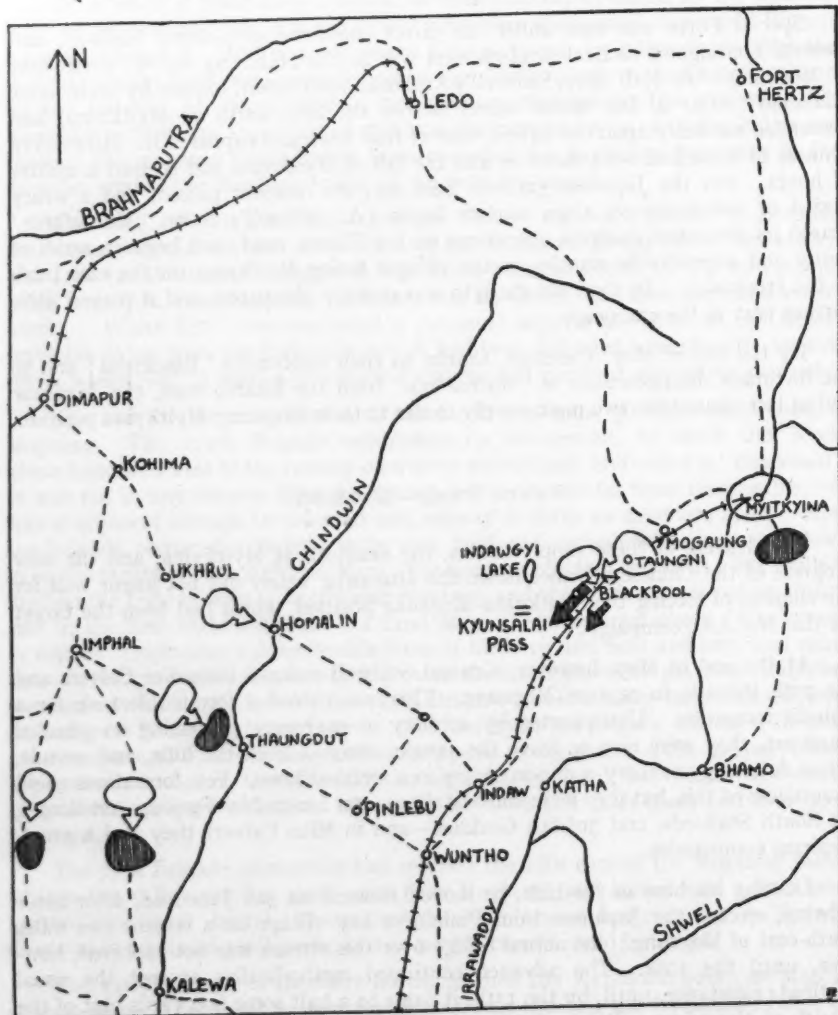 N
BRAHMAPUTRA
LEDO
FORT
HERTZ
DIMAPUR
KOHIMA
CHINDWIN
MYITKYINA
MOGAUNG
INDAWGYI
LAKE
TAUNGNI
BLACKPOOL
UKHRUL
HOMALIN
KYUNSALAI
PASS
IMPHAL
THAUNGDUT
INDAW
KATHA
BHAMO
PINLEBU
WUNTHO
IRRAWADDY
SHWELI
KALEWA